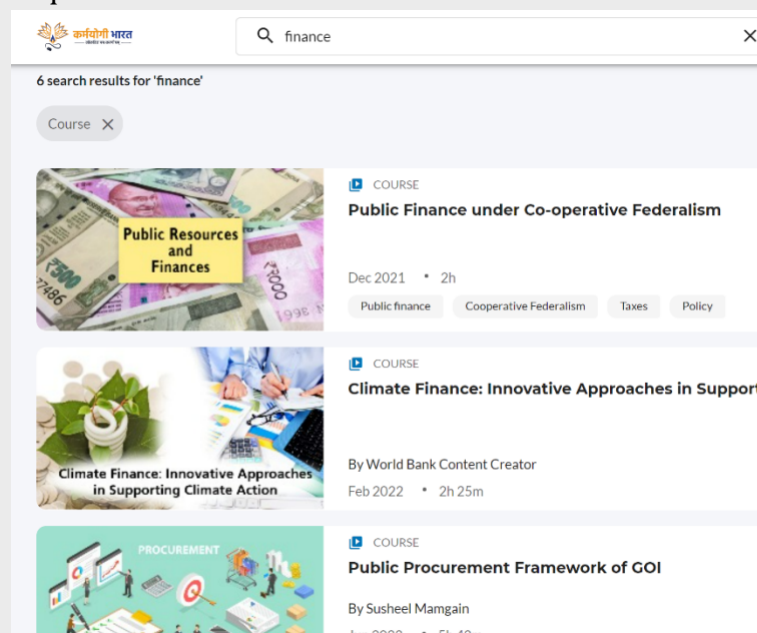 कर्मयोगी भारत
finance
6 search results for 'finance'
Course
COURSE
Public Finance under Co-operative Federalism
Dec 2021 • 2h
Public finance Cooperative Federalism Taxes Policy
Public Resources
and
Finances
₹500
₹2000
COURSE
Climate Finance: Innovative Approaches in Support
By World Bank Content Creator
Feb 2022 • 2h 25m
Climate Finance: Innovative Approaches
in Supporting Climate Action
COURSE
Public Procurement Framework of GOI
By Susheel Mamgain
PROCUREMENT